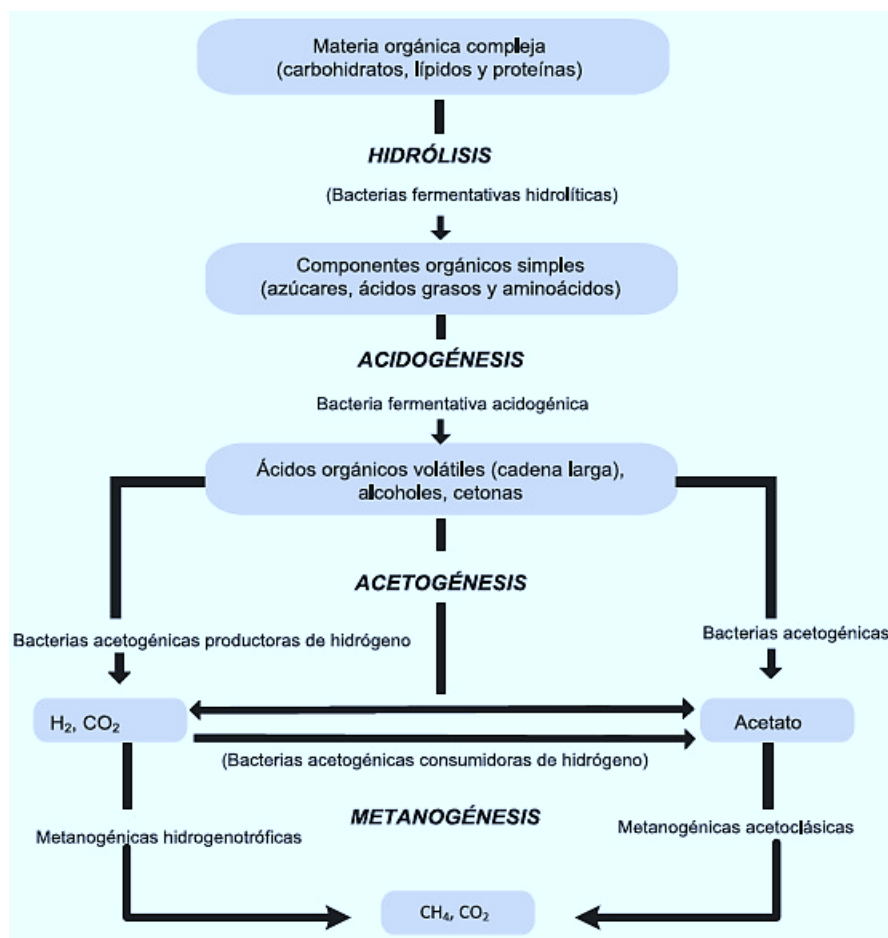 Materia orgánica compleja
(carbohidratos, lípidos y proteínas)
HIDRÓLISIS
(Bacterias fermentativas hidrolíticas)
Componentes orgánicos simples
(azúcares, ácidos grasos y aminoácidos)
ACIDOGÉNESIS
Bacteria fermentativa acidogénica
Ácidos orgánicos volátiles (cadena larga),
alcoholes, cetonas
ACETOGÉNESIS
Bacterias acetogénicas productoras de hidrógeno
Bacterias acetogénicas
H₂, CO₂
Acetato
(Bacterias acetogénicas consumidoras de hidrógeno)
METANOGÉNESIS
Metanogénicas hidrogenotróficas
Metanogénicas acetoclásicas
CH₄, CO₂